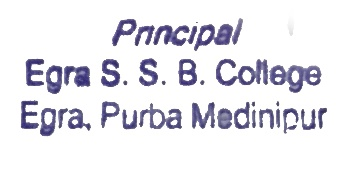 Principal
Egra S. S. B. College
Egra, Purba Medinipur